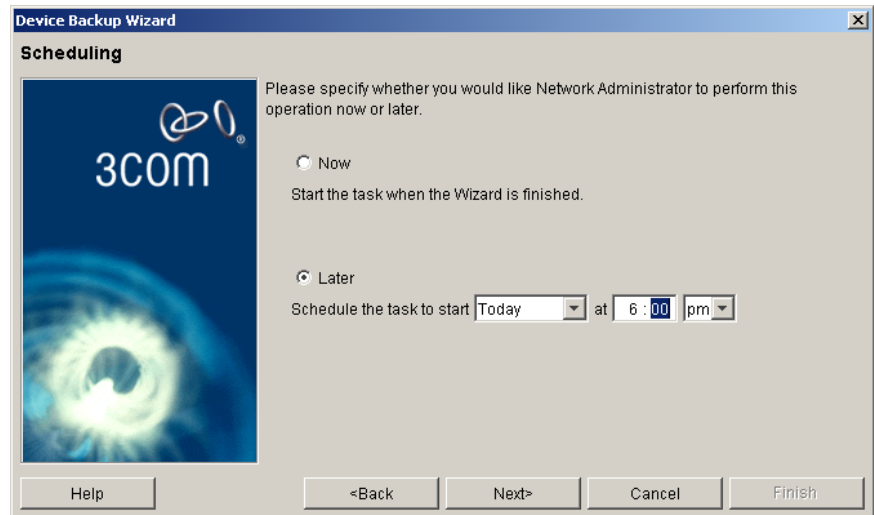 Device Backup Wizard
Scheduling
Please specify whether you would like Network Administrator to perform this
operation now or later.
3COM
Now
Start the task when the Wizard is finished.
Later
Schedule the task to start Today at 6 : 00 pm
Help <Back Next> Cancel Finish